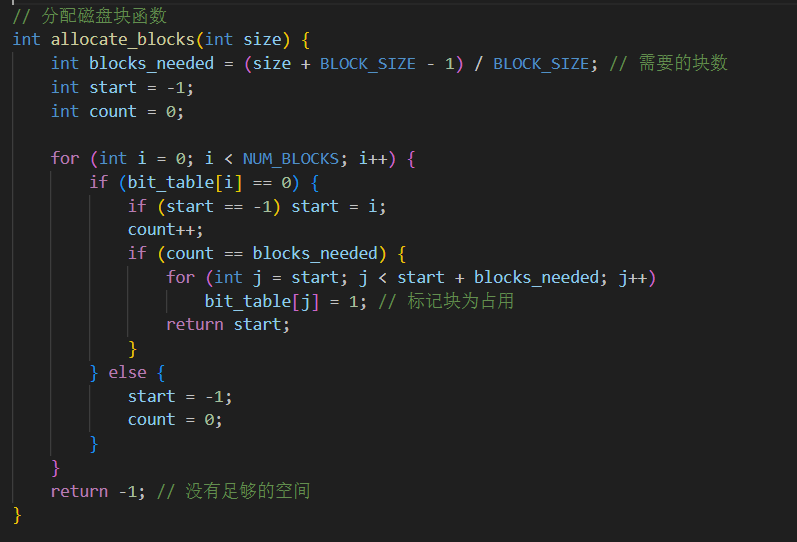 // 分配磁盘块函数
int allocate_blocks(int size) {
    int blocks_needed = (size + BLOCK_SIZE - 1) / BLOCK_SIZE; // 需要的块数
    int start = -1;
    int count = 0;

    for (int i = 0; i < NUM_BLOCKS; i++) {
        if (bit_table[i] == 0) {
            if (start == -1) start = i;
            count++;
            if (count == blocks_needed) {
                for (int j = start; j < start + blocks_needed; j++)
                    bit_table[j] = 1; // 标记块为占用
                return start;
            }
        } else {
            start = -1;
            count = 0;
        }
    }
    return -1; // 没有足够的空间
}